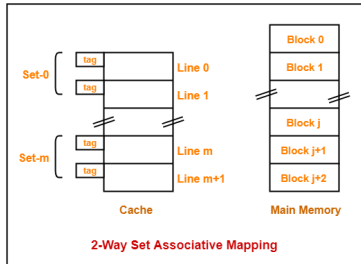 Set-0
tag
Line 0
tag
Line 1
Set-m
tag
Line m
tag
Line m+1
Cache
Block 0
Block 1
Block j
Block j+1
Block j+2
Main Memory
2-Way Set Associative Mapping